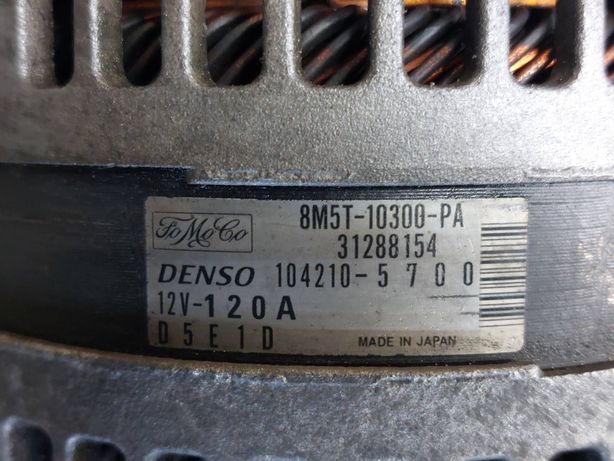 FoMoCo
8M5T-10300-PA
31288154
DENSO 104210-5700
12V-120A
D5E1D MADE IN JAPAN